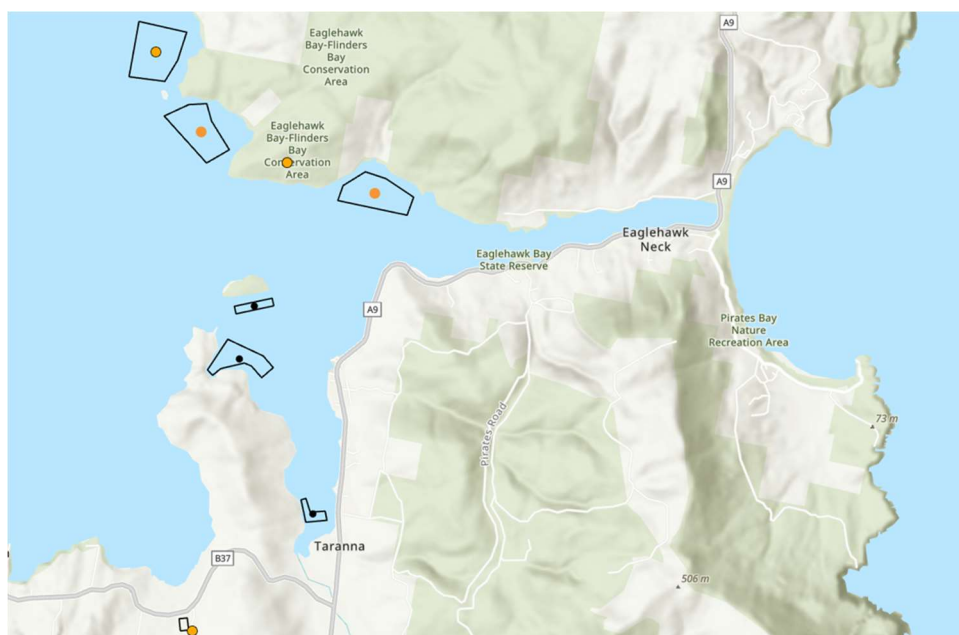 A9
Eaglehawk
Bay-Flinders
Bay
Conservation
Area
Eaglehawk
Bay-Flinders
Bay
Conservation
Area
A9
Eaglehawk
Neck
Eaglehawk Bay
State Reserve
A9
Pirates Bay
Nature
Recreation Area
73 m
Pirates Road
Taranna
B37
506 m